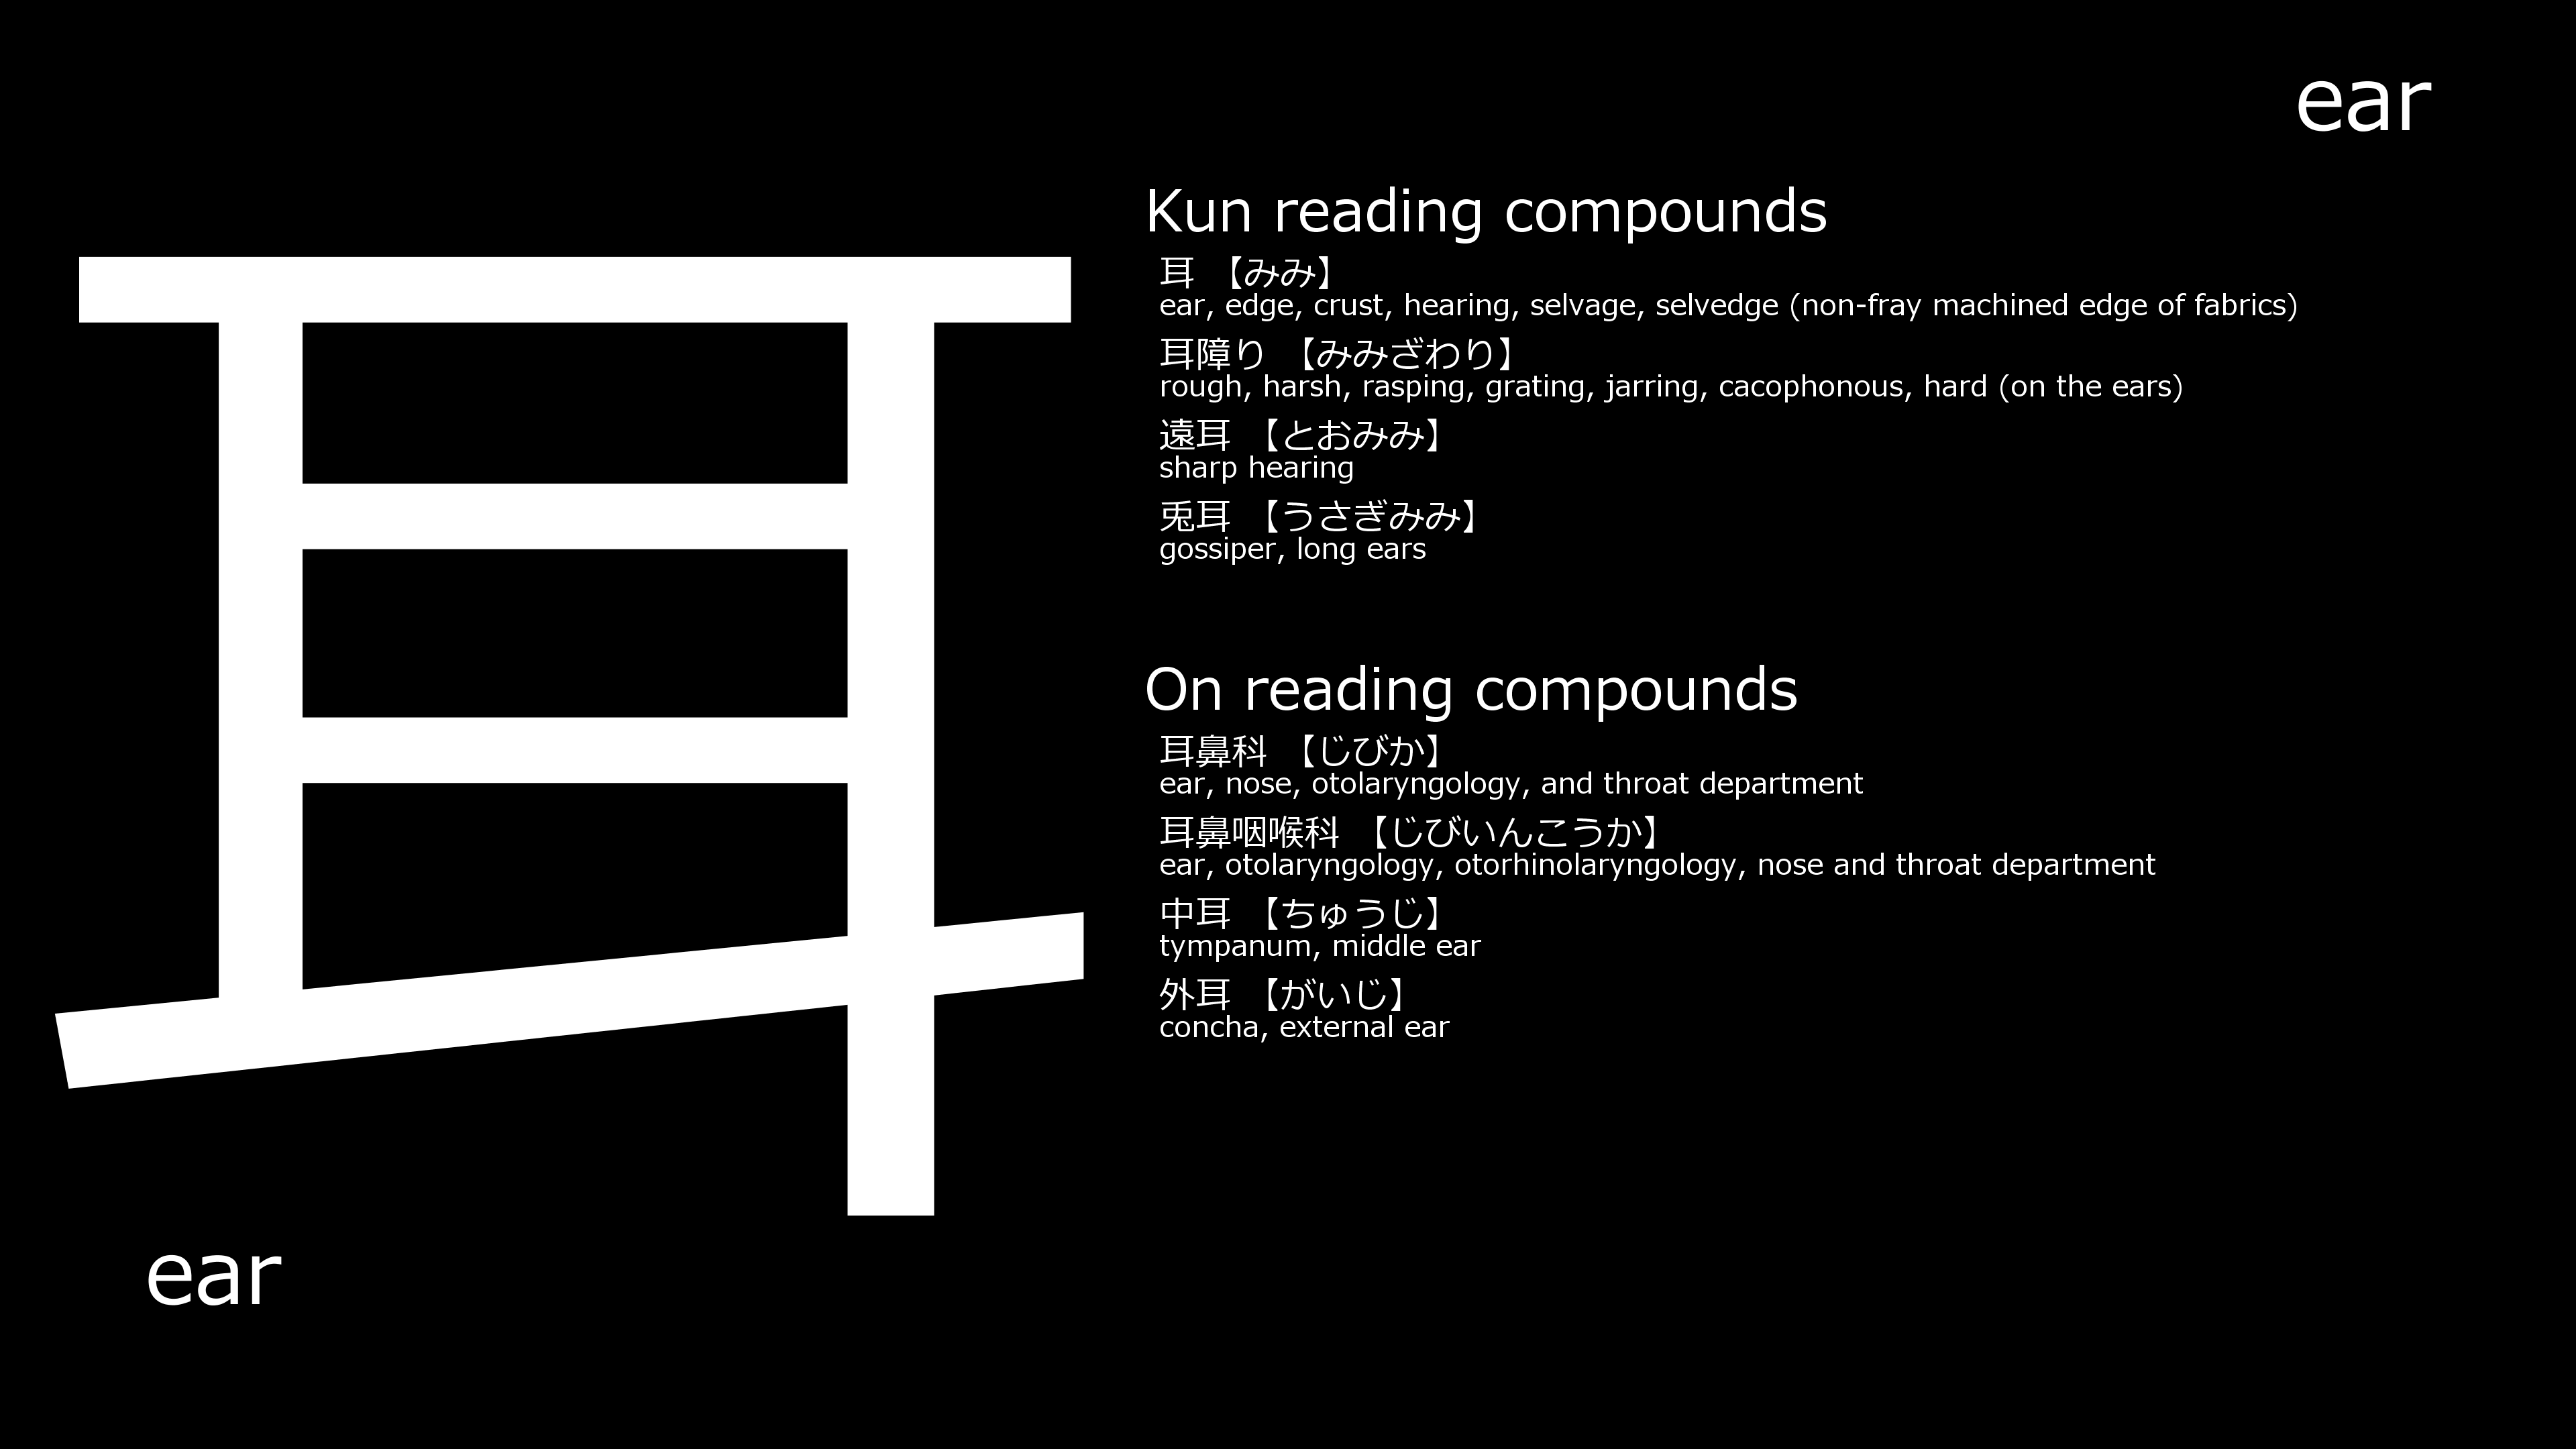 ear
耳
ear
Kun reading compounds
耳 【みみ】
ear, edge, crust, hearing, selvage, selvedge (non-fray machined edge of fabrics)
耳障り 【みみざわり】
rough, harsh, rasping, grating, jarring, cacophonous, hard (on the ears)
遠耳 【とおみみ】
sharp hearing
兎耳 【うさぎみみ】
gossiper, long ears
On reading compounds
耳鼻科 【じびか】
ear, nose, otolaryngology, and throat department
耳鼻咽喉科 【じびいんこうか】
ear, otolaryngology, otorhinolaryngology, nose and throat department
中耳 【ちゅうじ】
tympanum, middle ear
外耳 【がいじ】
concha, external ear